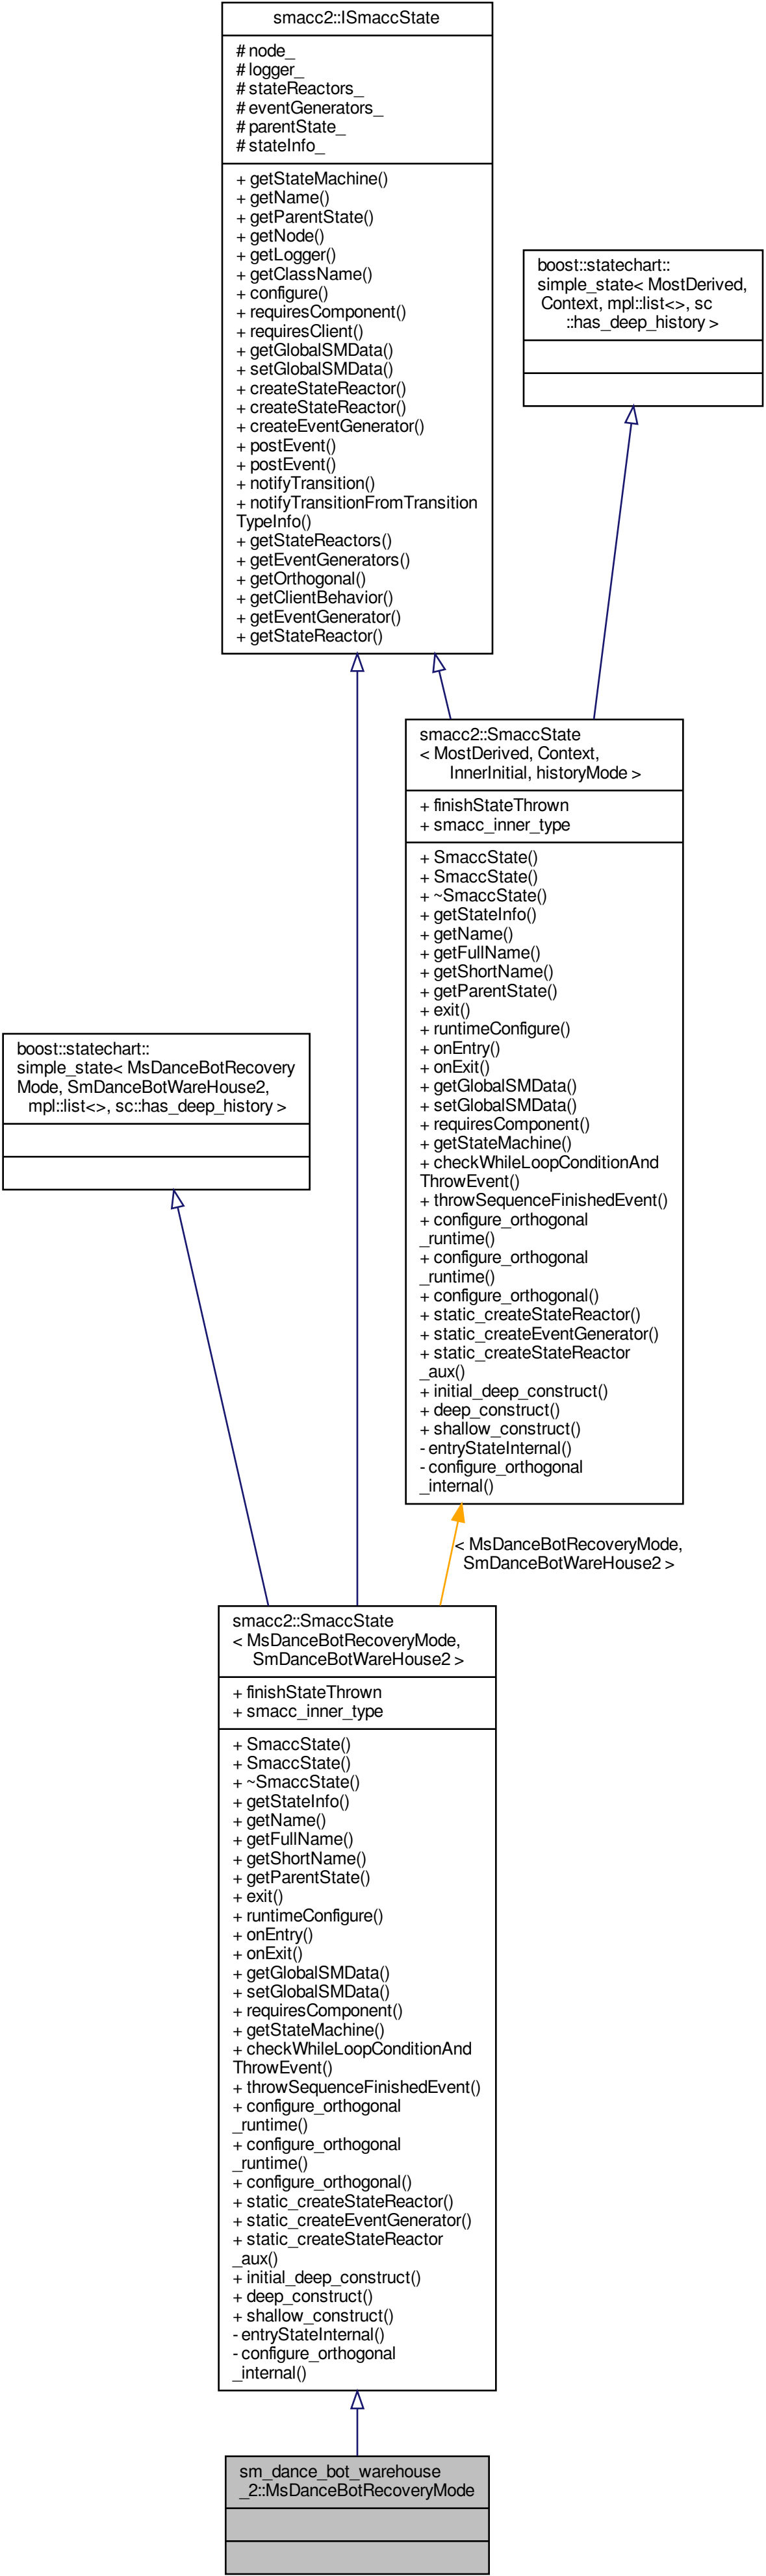 smacc2::ISmaccState
# node_
# logger_
# stateReactors_
# eventGenerators_
# parentState_
# stateInfo_
+ getStateMachine()
+ getName()
+ getParentState()
+ getNode()
+ getLogger()
+ getClassName()
+ configure()
+ requiresComponent()
+ requiresClient()
+ getGlobalSMData()
+ setGlobalSMData()
+ createStateReactor()
+ createStateReactor()
+ createEventGenerator()
+ postEvent()
+ postEvent()
+ notifyTransition()
+ notifyTransitionFromTransition
TypeInfo()
+ getStateReactors()
+ getEventGenerators()
+ getOrthogonal()
+ getClientBehavior()
+ getEventGenerator()
+ getStateReactor()
boost::statechart::
simple_state< MostDerived,
Context, mpl::list<>, sc
::has_deep_history >
smacc2::SmaccState
< MostDerived, Context,
InnerInitial, historyMode >
+ finishStateThrown
+ smacc_inner_type
+ SmaccState()
+ SmaccState()
+ ~SmaccState()
+ getStateInfo()
+ getName()
+ getFullName()
+ getShortName()
+ getParentState()
+ exit()
+ runtimeConfigure()
+ onEntry()
+ onExit()
+ getGlobalSMData()
+ setGlobalSMData()
+ requiresComponent()
+ getStateMachine()
+ checkWhileLoopConditionAnd
ThrowEvent()
+ throwSequenceFinishedEvent()
+ configure_orthogonal
_runtime()
+ configure_orthogonal
_runtime()
+ configure_orthogonal()
+ static_createStateReactor()
+ static_createEventGenerator()
+ static_createStateReactor
_aux()
+ initial_deep_construct()
+ deep_construct()
+ shallow_construct()
- entryStateInternal()
- configure_orthogonal
_internal()
boost::statechart::
simple_state< MsDanceBotRecovery
Mode, SmDanceBotWareHouse2,
mpl::list<>, sc::has_deep_history >
< MsDanceBotRecoveryMode,
SmDanceBotWareHouse2 >
smacc2::SmaccState
< MsDanceBotRecoveryMode,
SmDanceBotWareHouse2 >
+ finishStateThrown
+ smacc_inner_type
+ SmaccState()
+ SmaccState()
+ ~SmaccState()
+ getStateInfo()
+ getName()
+ getFullName()
+ getShortName()
+ getParentState()
+ exit()
+ runtimeConfigure()
+ onEntry()
+ onExit()
+ getGlobalSMData()
+ setGlobalSMData()
+ requiresComponent()
+ getStateMachine()
+ checkWhileLoopConditionAnd
ThrowEvent()
+ throwSequenceFinishedEvent()
+ configure_orthogonal
_runtime()
+ configure_orthogonal
_runtime()
+ configure_orthogonal()
+ static_createStateReactor()
+ static_createEventGenerator()
+ static_createStateReactor
_aux()
+ initial_deep_construct()
+ deep_construct()
+ shallow_construct()
- entryStateInternal()
- configure_orthogonal
_internal()
sm_dance_bot_warehouse
_2::MsDanceBotRecoveryMode